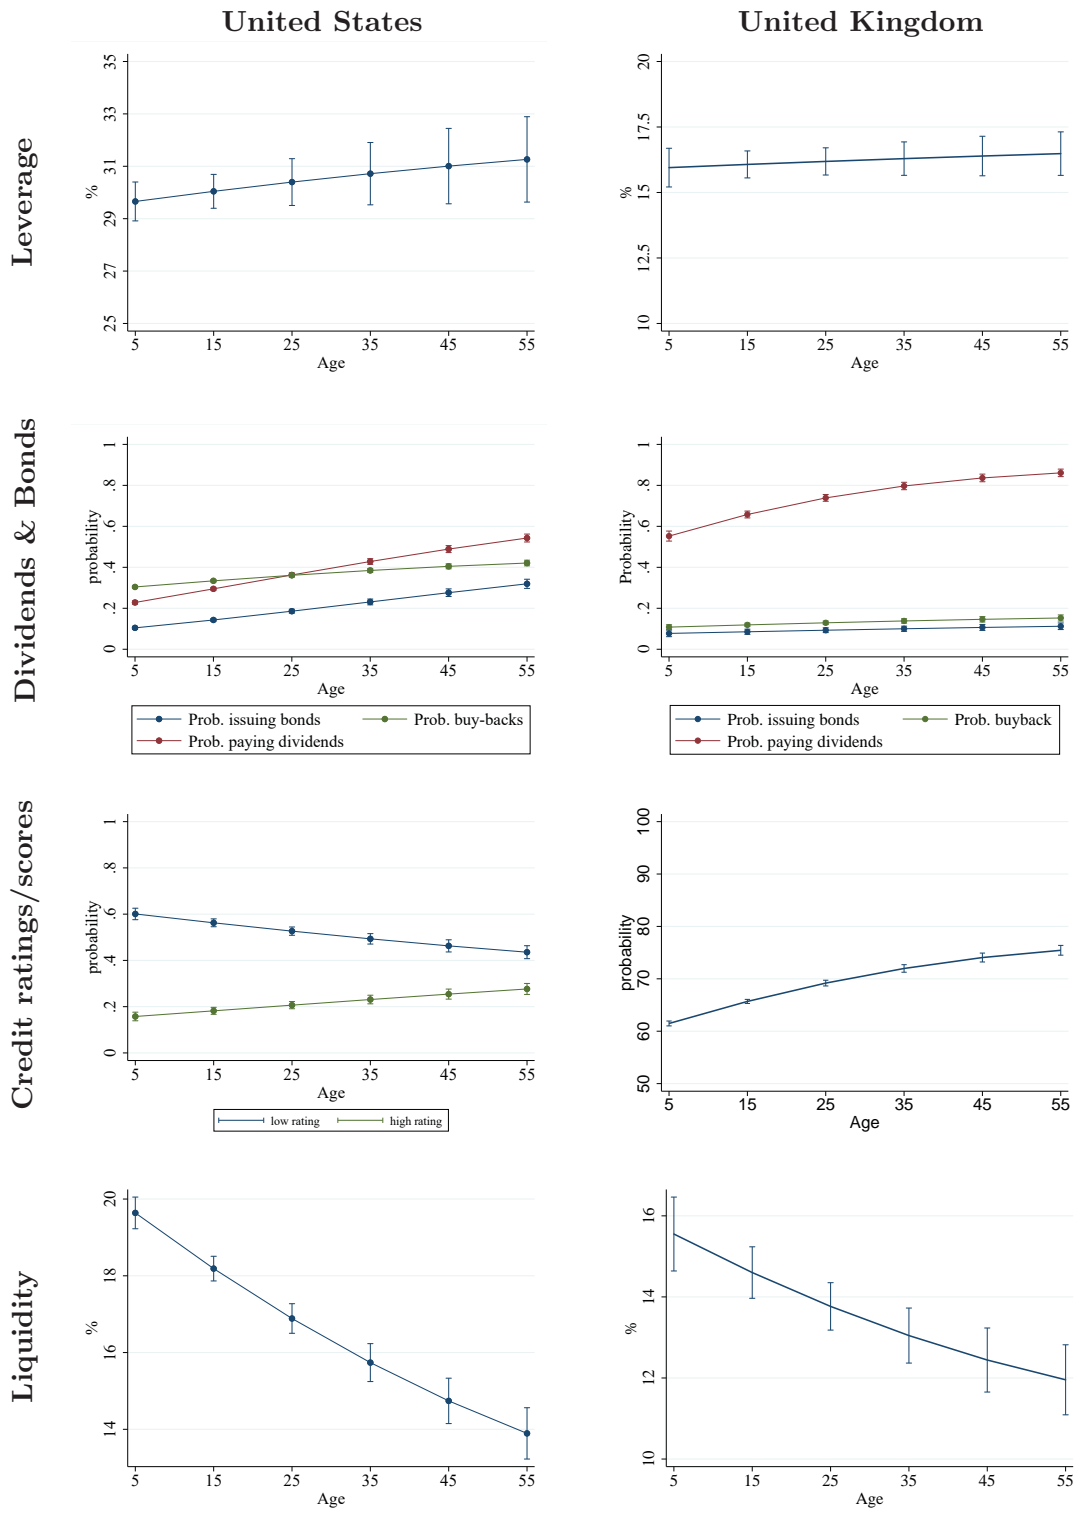 United States
United Kingdom
Leverage
35
33
31
29
27
25
%
5 15 25 35 45 55
Age
20
17.5
15
12.5
10
%
5 15 25 35 45 55
Age
Dividends & Bonds
1
.8
.6
.4
.2
0
probability
5 15 25 35 45 55
Age
Prob. issuing bonds
Prob. buy-backs
Prob. paying dividends
1
.8
.6
.4
.2
0
Probability
5 15 25 35 45 55
Age
Prob. issuing bonds
Prob. buyback
Prob. paying dividends
Credit ratings/scores
1
.8
.6
.4
.2
0
probability
5 15 25 35 45 55
Age
low rating
high rating
100
90
80
70
60
50
probability
5 15 25 35 45 55
Age
Liquidity
20
18
16
14
%
5 15 25 35 45 55
Age
16
14
12
10
%
5 15 25 35 45 55
Age